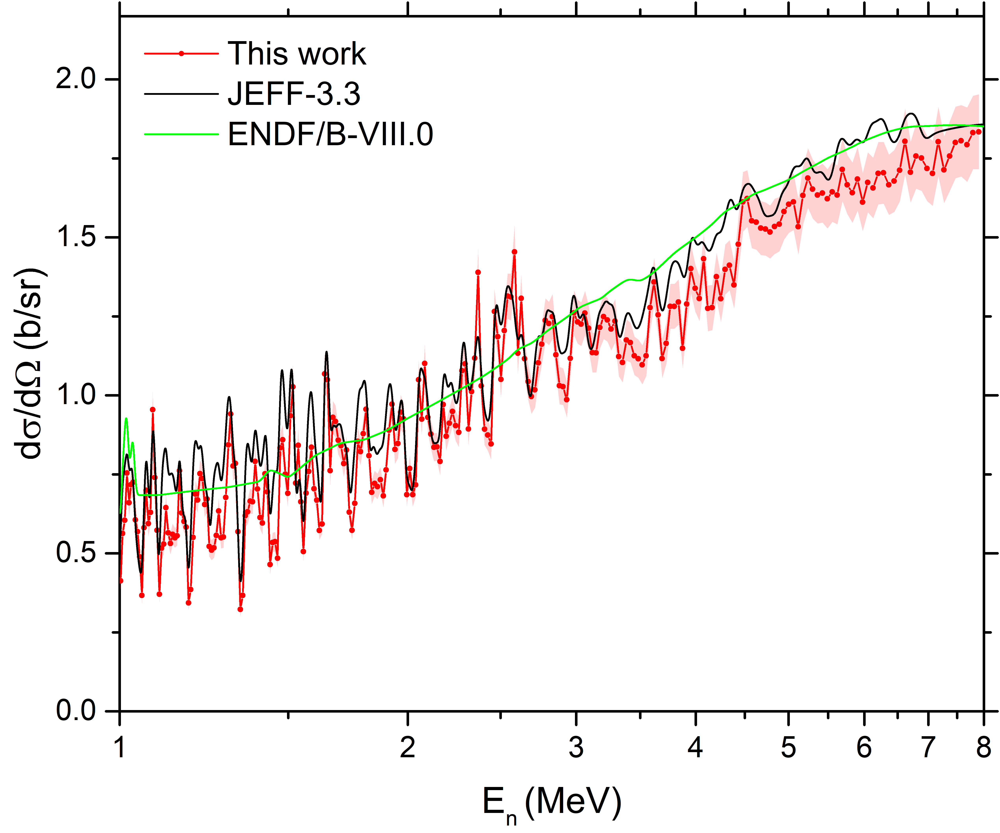 This work
JEFF-3.3
ENDF/B-VIII.0
2.0
1.5
1.0
0.5
0.0
dσ/dΩ (b/sr)
1 2 3 4 5 6 7 8
En (MeV)